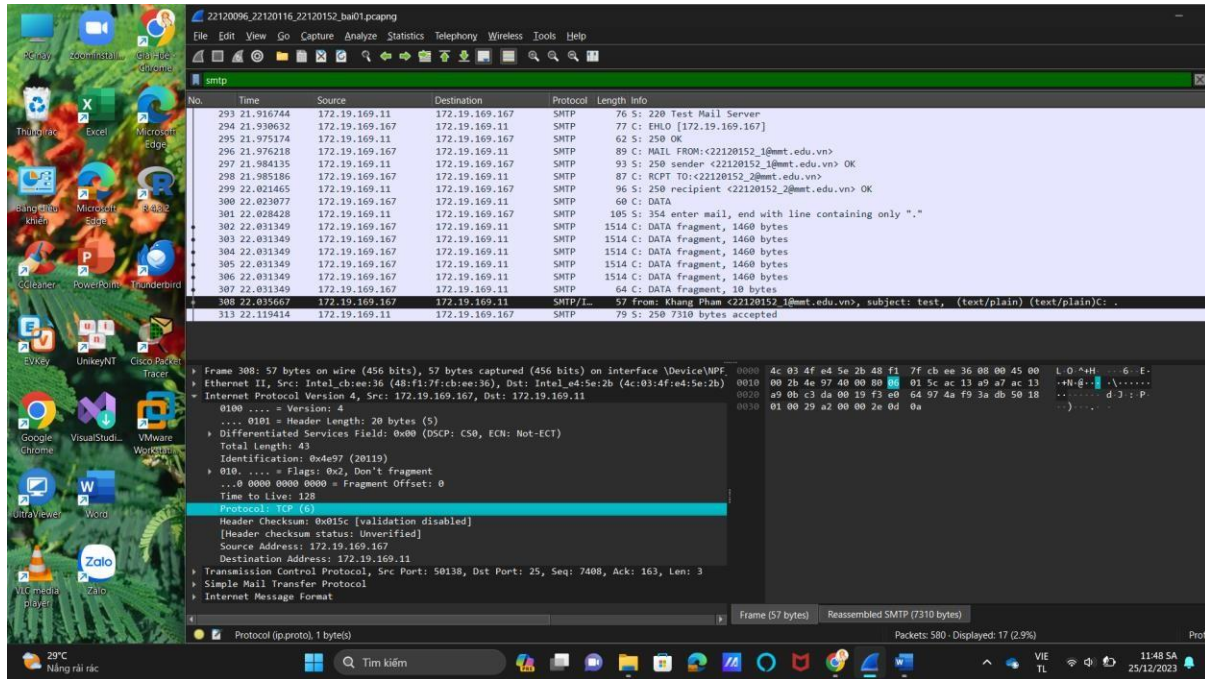 22120096_22120116_22120152_bai01.pcapng
File Edit View Go Capture Analyze Statistics Telephony Wireless Tools Help
smtp
No. Time Source Destination Protocol Length Info
293 21.916744 172.19.169.11 172.19.169.167 SMTP 76 S: 220 Test Mail Server
294 21.930632 172.19.169.167 172.19.169.11 SMTP 77 C: EHLO [172.19.169.167]
295 21.975174 172.19.169.11 172.19.169.167 SMTP 62 S: 250 OK
296 21.976218 172.19.169.167 172.19.169.11 SMTP 89 C: MAIL FROM:<22120152_1@mmt.edu.vn>
297 21.984135 172.19.169.11 172.19.169.167 SMTP 93 S: 250 sender <22120152_1@mmt.edu.vn> OK
298 21.985186 172.19.169.167 172.19.169.11 SMTP 87 C: RCPT TO:<22120152_2@mmt.edu.vn>
299 22.021465 172.19.169.11 172.19.169.167 SMTP 96 S: 250 recipient <22120152_2@mmt.edu.vn> OK
300 22.023077 172.19.169.167 172.19.169.11 SMTP 60 C: DATA
301 22.028428 172.19.169.11 172.19.169.167 SMTP 105 S: 354 enter mail, end with line containing only "."
302 22.031349 172.19.169.167 172.19.169.11 SMTP 1514 C: DATA fragment, 1460 bytes
303 22.031349 172.19.169.167 172.19.169.11 SMTP 1514 C: DATA fragment, 1460 bytes
304 22.031349 172.19.169.167 172.19.169.11 SMTP 1514 C: DATA fragment, 1460 bytes
305 22.031349 172.19.169.167 172.19.169.11 SMTP 1514 C: DATA fragment, 1460 bytes
306 22.031349 172.19.169.167 172.19.169.11 SMTP 1514 C: DATA fragment, 1460 bytes
307 22.031349 172.19.169.167 172.19.169.11 SMTP 64 C: DATA fragment, 10 bytes
308 22.035667 172.19.169.167 172.19.169.11 SMTP/I… 57 from: Khang Pham <22120152_1@mmt.edu.vn>, subject: test, (text/plain) (text/plain)C: .
313 22.119414 172.19.169.11 172.19.169.167 SMTP 79 S: 250 7310 bytes accepted
Frame 308: 57 bytes on wire (456 bits), 57 bytes captured (456 bits) on interface \Device\NPF_
Ethernet II, Src: Intel_cb:ee:36 (48:f1:7f:cb:ee:36), Dst: Intel_e4:5e:2b (4c:03:4f:e4:5e:2b)
Internet Protocol Version 4, Src: 172.19.169.167, Dst: 172.19.169.11
0100 .... = Version: 4
.... 0101 = Header Length: 20 bytes (5)
Differentiated Services Field: 0x00 (DSCP: CS0, ECN: Not-ECT)
Total Length: 43
Identification: 0x4e97 (20119)
010. .... = Flags: 0x2, Don't fragment
...0 0000 0000 0000 = Fragment Offset: 0
Time to Live: 128
Protocol: TCP (6)
Header Checksum: 0x015c [validation disabled]
[Header checksum status: Unverified]
Source Address: 172.19.169.167
Destination Address: 172.19.169.11
Transmission Control Protocol, Src Port: 50138, Dst Port: 25, Seq: 7408, Ack: 163, Len: 3
Simple Mail Transfer Protocol
Internet Message Format
0000 4c 03 4f e4 5e 2b 48 f1 7f cb ee 36 08 00 45 00
0010 00 2b 4e 97 40 00 80 06 01 5c ac 13 a9 a7 ac 13
0020 a9 0b c3 da 00 19 f3 e0 64 97 4a f9 3a db 50 18
0030 01 00 29 a2 00 00 2e 0d 0a
Frame (57 bytes) Reassembled SMTP (7310 bytes)
Protocol (ip.proto), 1 byte(s)
Packets: 580 · Displayed: 17 (2.9%)
PC này
Thùng rác Excel Microsoft Edge
Bảng điều khiển Microsoft Edge R 4.3.2
CCleaner PowerPoint Thunderbird
EVKey UnikeyNT Cisco Packet Tracer
Google Chrome VisualStudi... VMware Workstati...
UltraViewer Word
VLC media player Zalo
29°C
Nắng rải rác
Tìm kiếm
VIE
TL
11:48 SA
25/12/2023